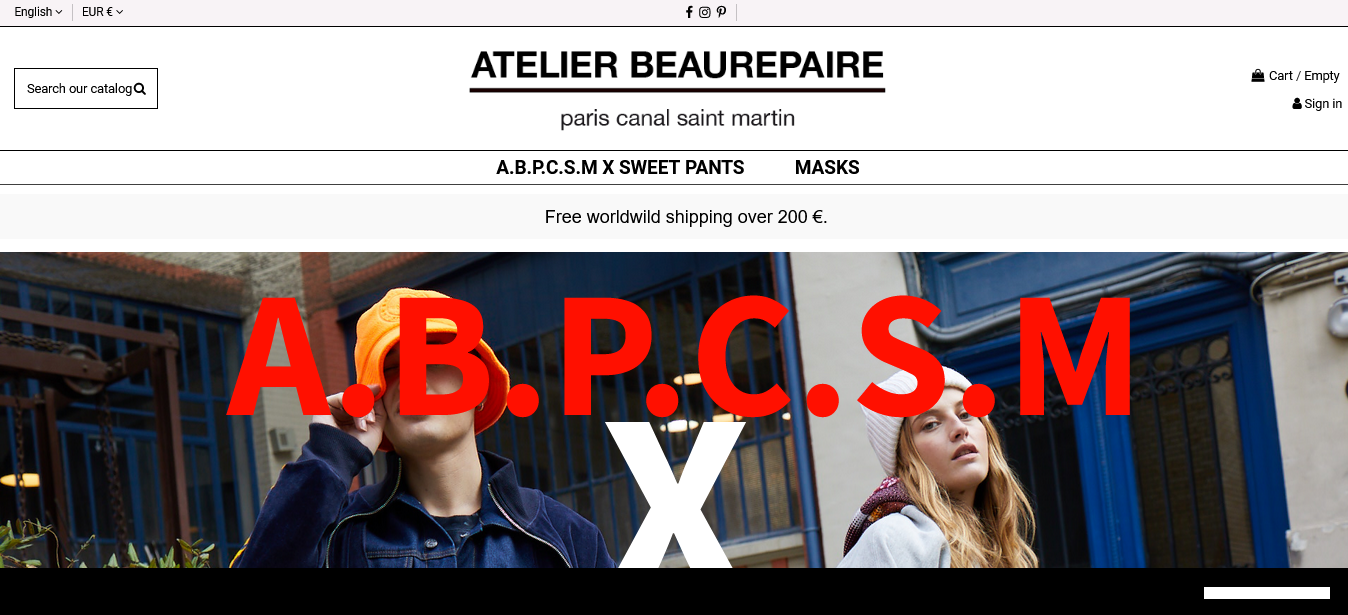 English EUR €
ATELIER BEAUREPAIRE
paris canal saint martin
Search our catalog
Cart / Empty
Sign in
A.B.P.C.S.M X SWEET PANTS MASKS
Free worldwild shipping over 200 €.
A.B.P.C.S.M
X